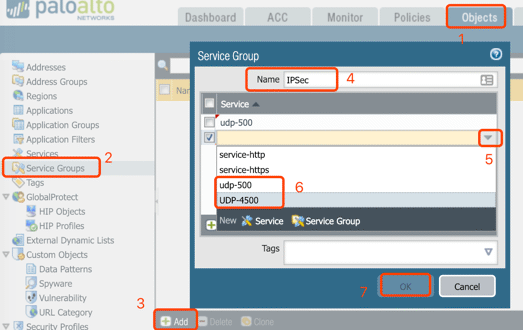 paloalto
NETWORKS
Dashboard
ACC
Monitor
Policies
Objects
1
Addresses
Address Groups
Regions
Applications
Application Groups
Application Filters
Services
Service Groups
2
Tags
GlobalProtect
HIP Objects
HIP Profiles
External Dynamic Lists
Custom Objects
Data Patterns
Spyware
Vulnerability
URL Category
Security Profiles
3
Add
Delete
Clone
Service Group
Name IPSec
4
Service
udp-500
5
service-http
service-https
udp-500
UDP-4500
6
New Service Service Group
Tags
7
OK
Cancel